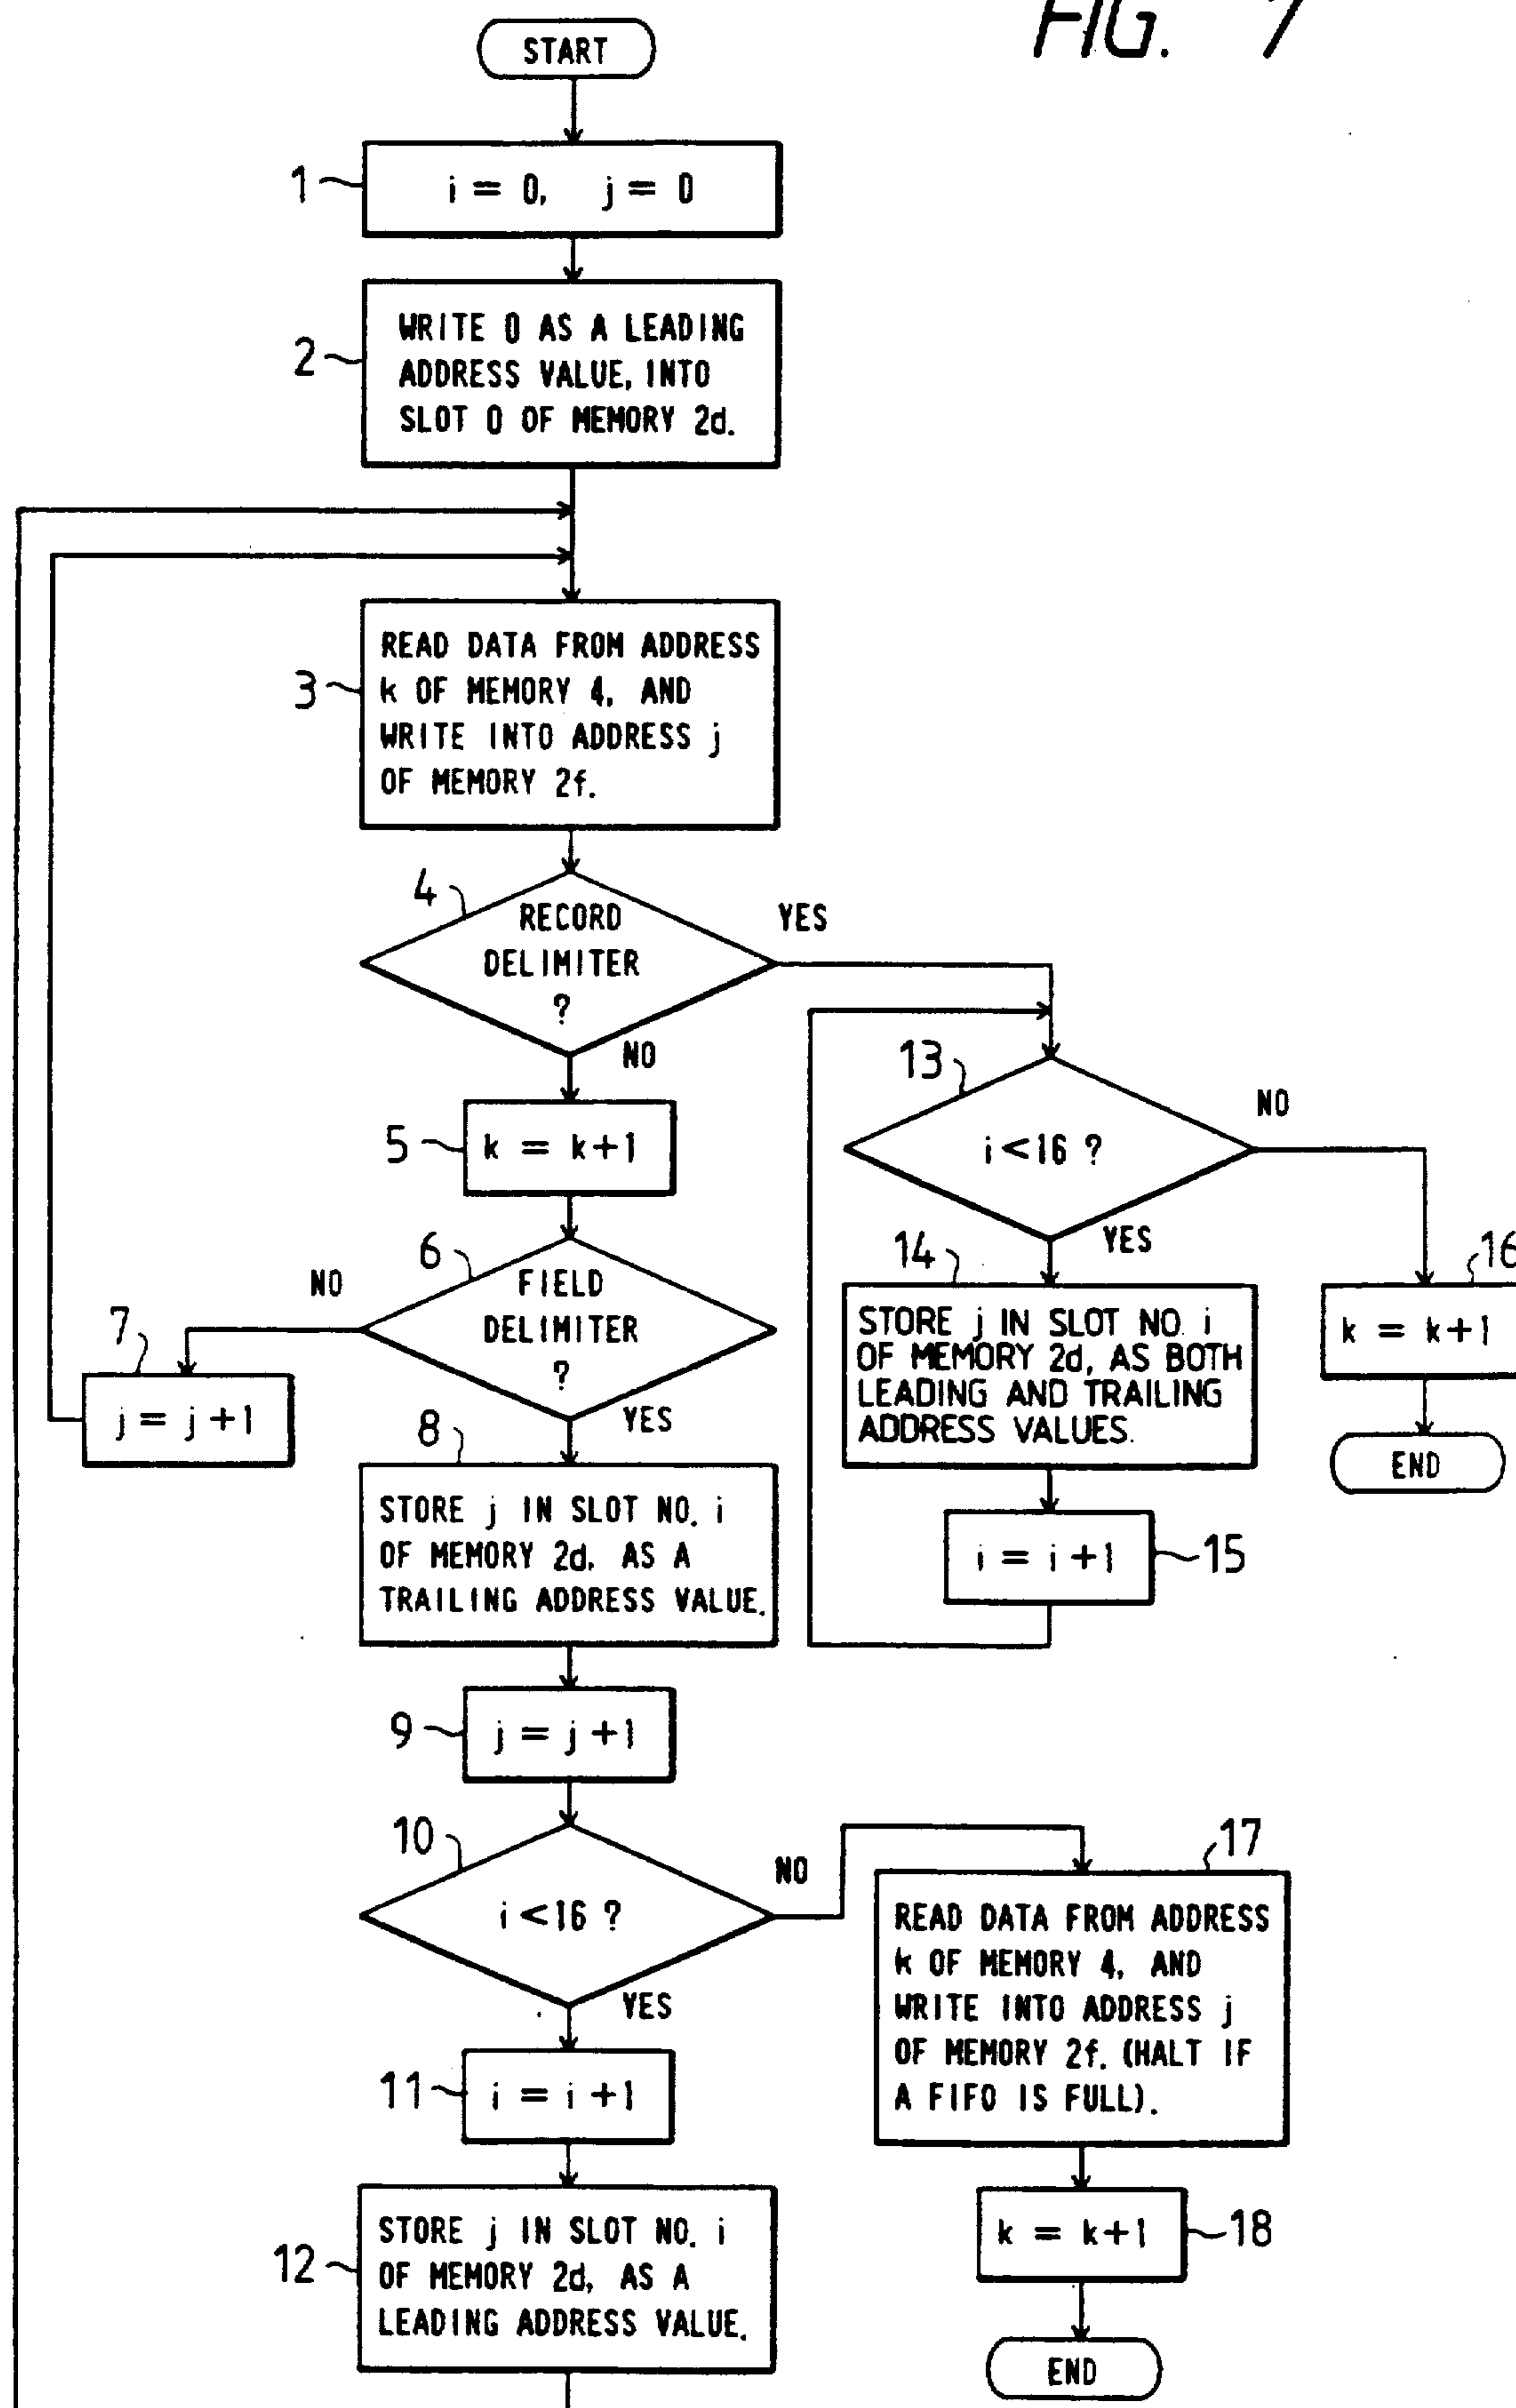 FIG. 7
START
1
i = 0, j = 0
2
WRITE 0 AS A LEADING
ADDRESS VALUE, INTO
SLOT 0 OF MEMORY 2d.
3
READ DATA FROM ADDRESS
k OF MEMORY 4, AND
WRITE INTO ADDRESS j
OF MEMORY 2f.
4
RECORD
DELIMITER
?
YES
NO
5
k = k+1
6
FIELD
DELIMITER
?
NO
YES
7
j = j+1
8
STORE j IN SLOT NO. i
OF MEMORY 2d. AS A
TRAILING ADDRESS VALUE.
9
j = j+1
10
i < 16 ?
NO
YES
11
i = i+1
12
STORE j IN SLOT NO. i
OF MEMORY 2d, AS A
LEADING ADDRESS VALUE.
13
i < 16 ?
NO
YES
14
STORE j IN SLOT NO. i
OF MEMORY 2d, AS BOTH
LEADING AND TRAILING
ADDRESS VALUES.
15
i = i+1
16
k = k+1
END
17
READ DATA FROM ADDRESS
k OF MEMORY 4, AND
WRITE INTO ADDRESS j
OF MEMORY 2f. (HALT IF
A FIFO IS FULL).
18
k = k+1
END